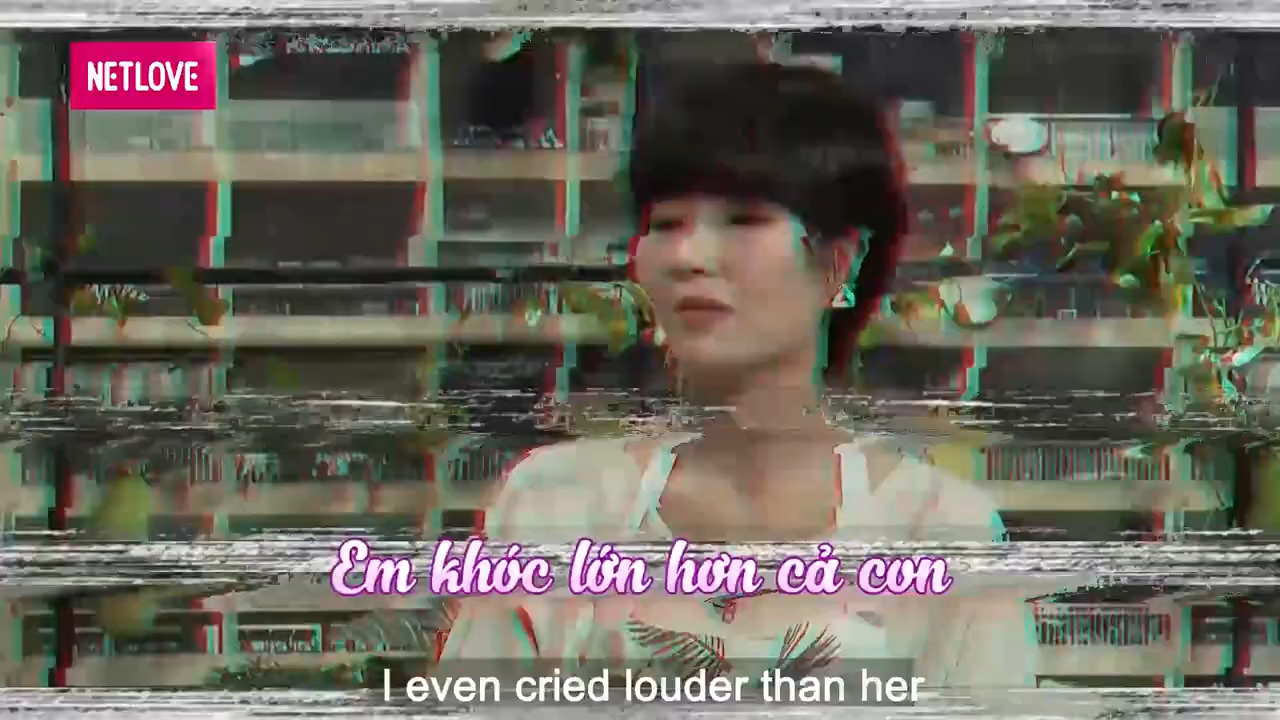 NETLOVE
Em khóc lớn hơn cả con
I even cried louder than her